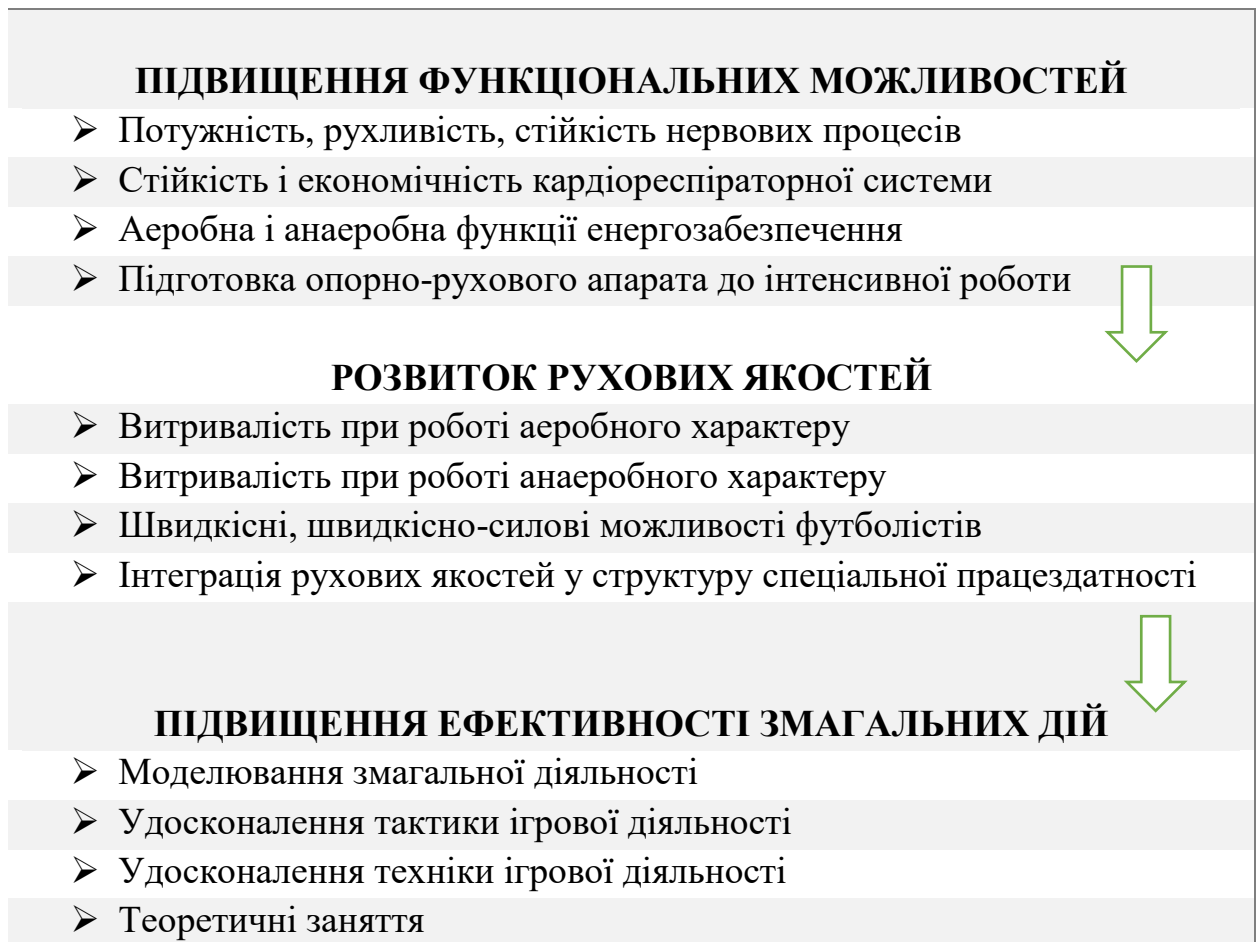 ПІДВИЩЕННЯ ФУНКЦІОНАЛЬНИХ МОЖЛИВОСТЕЙ
➢ Потужність, рухливість, стійкість нервових процесів
➢ Стійкість і економічність кардіореспіраторної системи
➢ Аеробна і анаеробна функції енергозабезпечення
➢ Підготовка опорно-рухового апарата до інтенсивної роботи
РОЗВИТОК РУХОВИХ ЯКОСТЕЙ
➢ Витривалість при роботі аеробного характеру
➢ Витривалість при роботі анаеробного характеру
➢ Швидкісні, швидкісно-силові можливості футболістів
➢ Інтеграція рухових якостей у структуру спеціальної працездатності
ПІДВИЩЕННЯ ЕФЕКТИВНОСТІ ЗМАГАЛЬНИХ ДІЙ
➢ Моделювання змагальної діяльності
➢ Удосконалення тактики ігрової діяльності
➢ Удосконалення техніки ігрової діяльності
➢ Теоретичні заняття